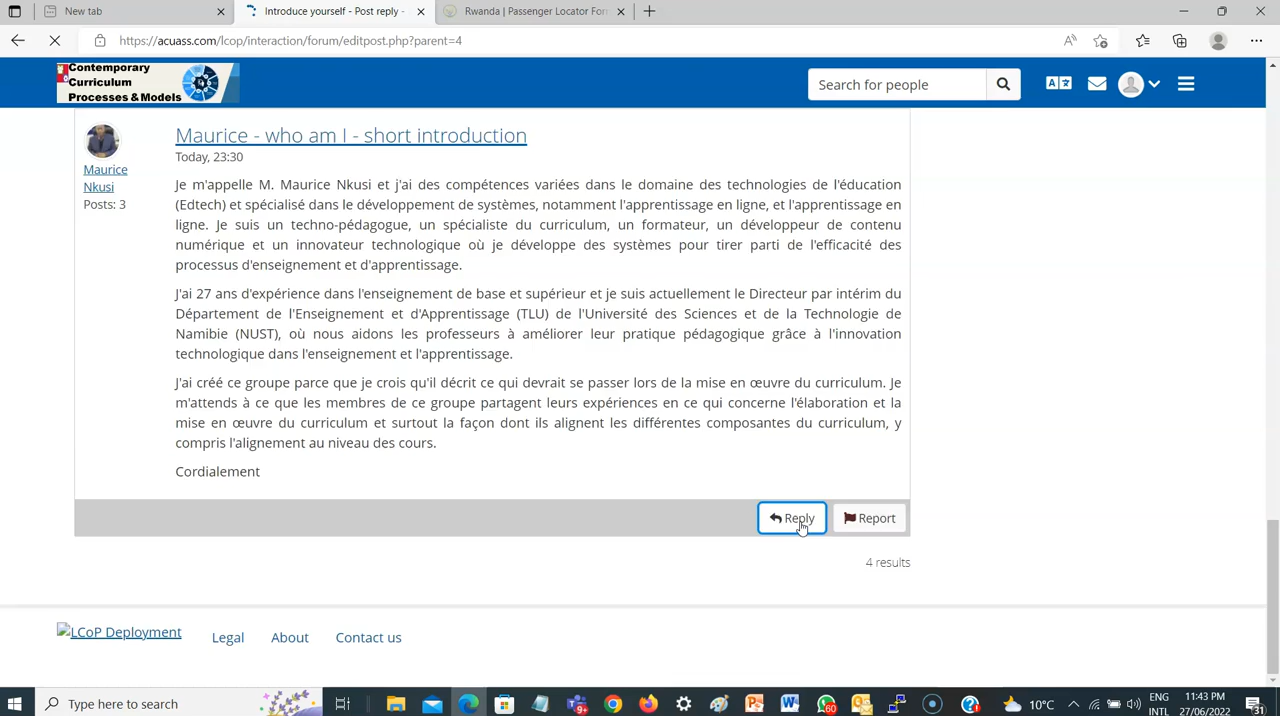 New tab
Introduce yourself - Post reply -
Rwanda | Passenger Locator For
https://acuass.com/lcop/interaction/forum/editpost.php?parent=4
Contemporary
Curriculum
Processes & Models
Search for people
Maurice - who am I - short introduction
Today, 23:30
Maurice
Nkusi
Posts: 3
Je m'appelle M. Maurice Nkusi et j'ai des compétences variées dans le domaine des technologies de l'éducation
(Edtech) et spécialisé dans le développement de systèmes, notamment l'apprentissage en ligne, et l'apprentissage en
ligne. Je suis un techno-pédagogue, un spécialiste du curriculum, un formateur, un développeur de contenu
numérique et un innovateur technologique où je développe des systèmes pour tirer parti de l'efficacité des
processus d'enseignement et d'apprentissage.
J'ai 27 ans d'expérience dans l'enseignement de base et supérieur et je suis actuellement le Directeur par intérim du
Département de l'Enseignement et d'Apprentissage (TLU) de l'Université des Sciences et de la Technologie de
Namibie (NUST), où nous aidons les professeurs à améliorer leur pratique pédagogique grâce à l'innovation
technologique dans l'enseignement et l'apprentissage.
J'ai créé ce groupe parce que je crois qu'il décrit ce qui devrait se passer lors de la mise en œuvre du curriculum. Je
m'attends à ce que les membres de ce groupe partagent leurs expériences en ce qui concerne l'élaboration et la
mise en œuvre du curriculum et surtout la façon dont ils alignent les différentes composantes du curriculum, y
compris l'alignement au niveau des cours.
Cordialement
Reply
Report
4 results
LCoP Deployment
Legal
About
Contact us
Type here to search
60
10°C
ENG
INTL
11:43 PM
27/06/2022
31